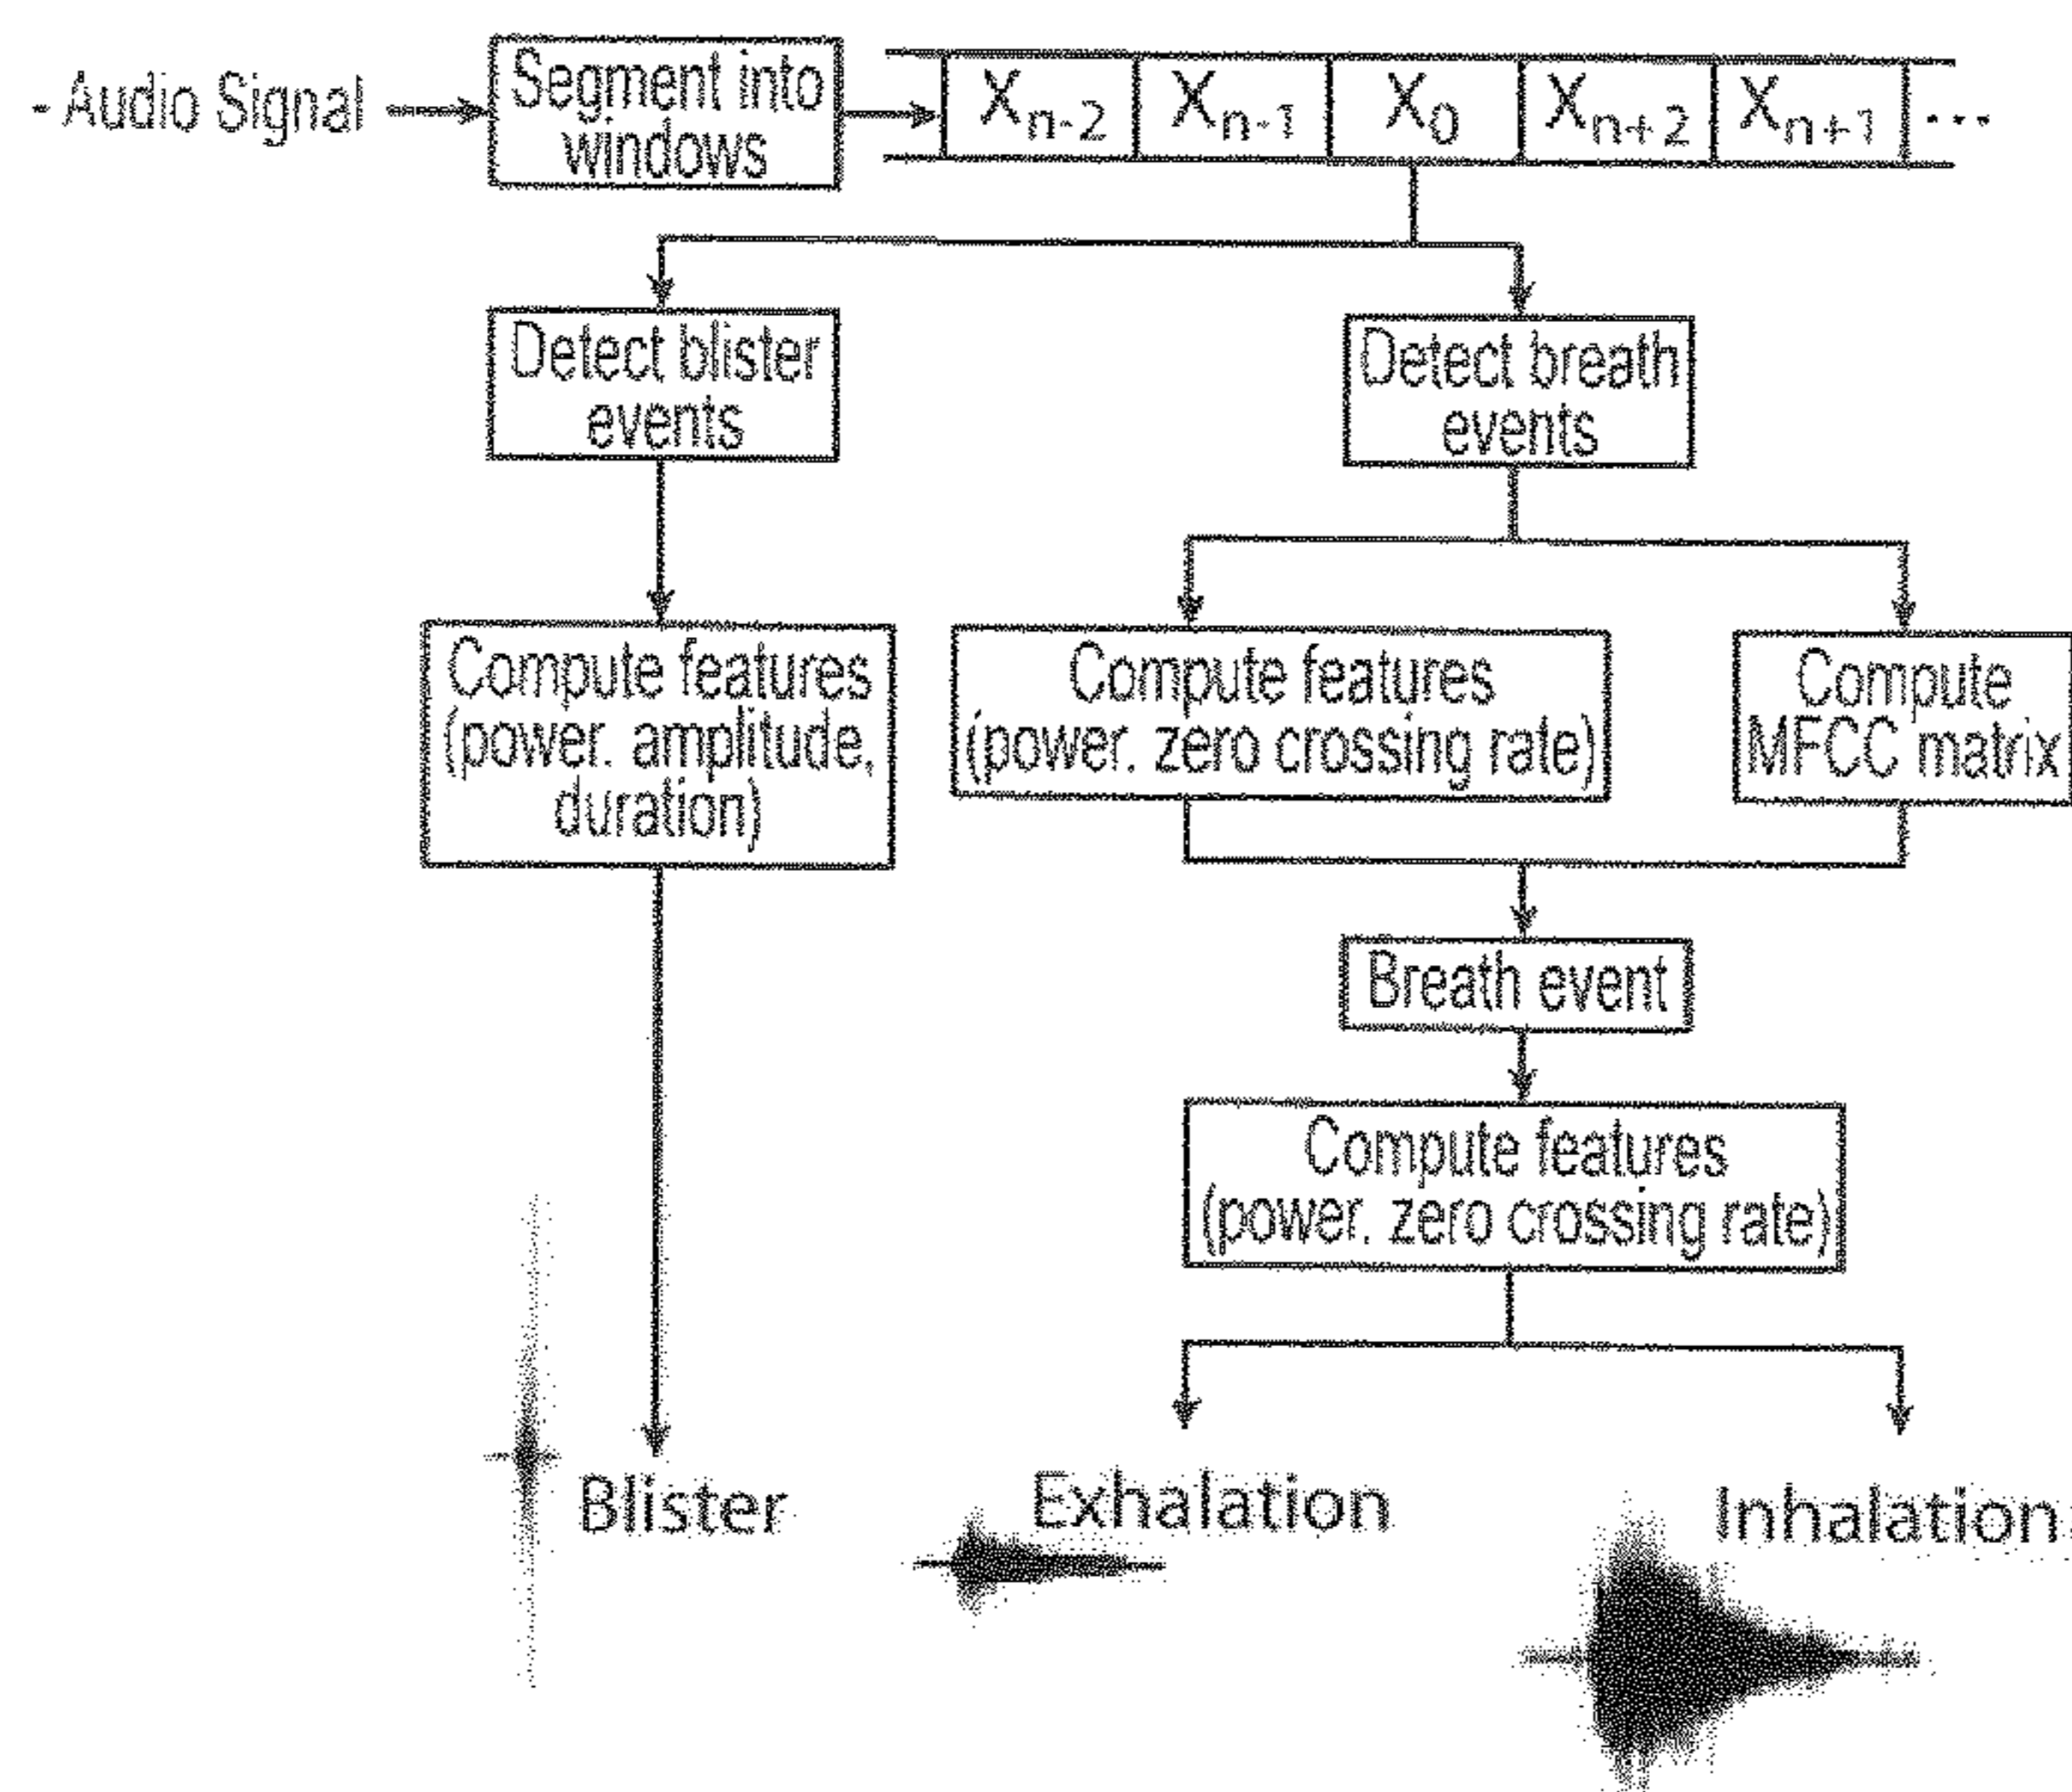 - Audio Signal
Segment into
windows
Xn-2 Xn-1 X0 Xn+2 Xn+1 ...
Detect blister
events
Detect breath
events
Compute features
(power. amplitude,
duration)
Compute features
(power. zero crossing rate)
Compute
MFCC matrix
Breath event
Compute features
(power. zero crossing rate)
Blister
Exhalation
Inhalation